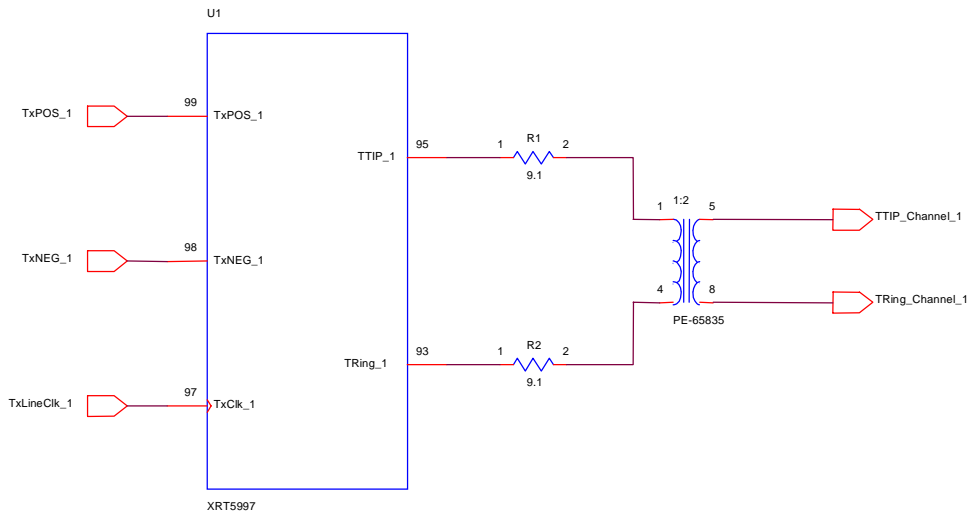 U1
TxPOS_1
99
TxPOS_1
TTIP_1
95
1
R1
2
9.1
1
1:2
5
TTIP_Channel_1
TxNEG_1
98
TxNEG_1
4
8
TRing_Channel_1
PE-65835
TRing_1
93
1
R2
2
9.1
TxLineClk_1
97
TxClk_1
XRT5997